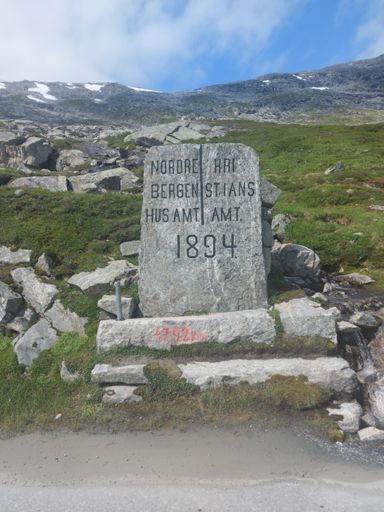 NORDRE
BERGEN
HUS AMT
KRI
STIANS
AMT.
1894